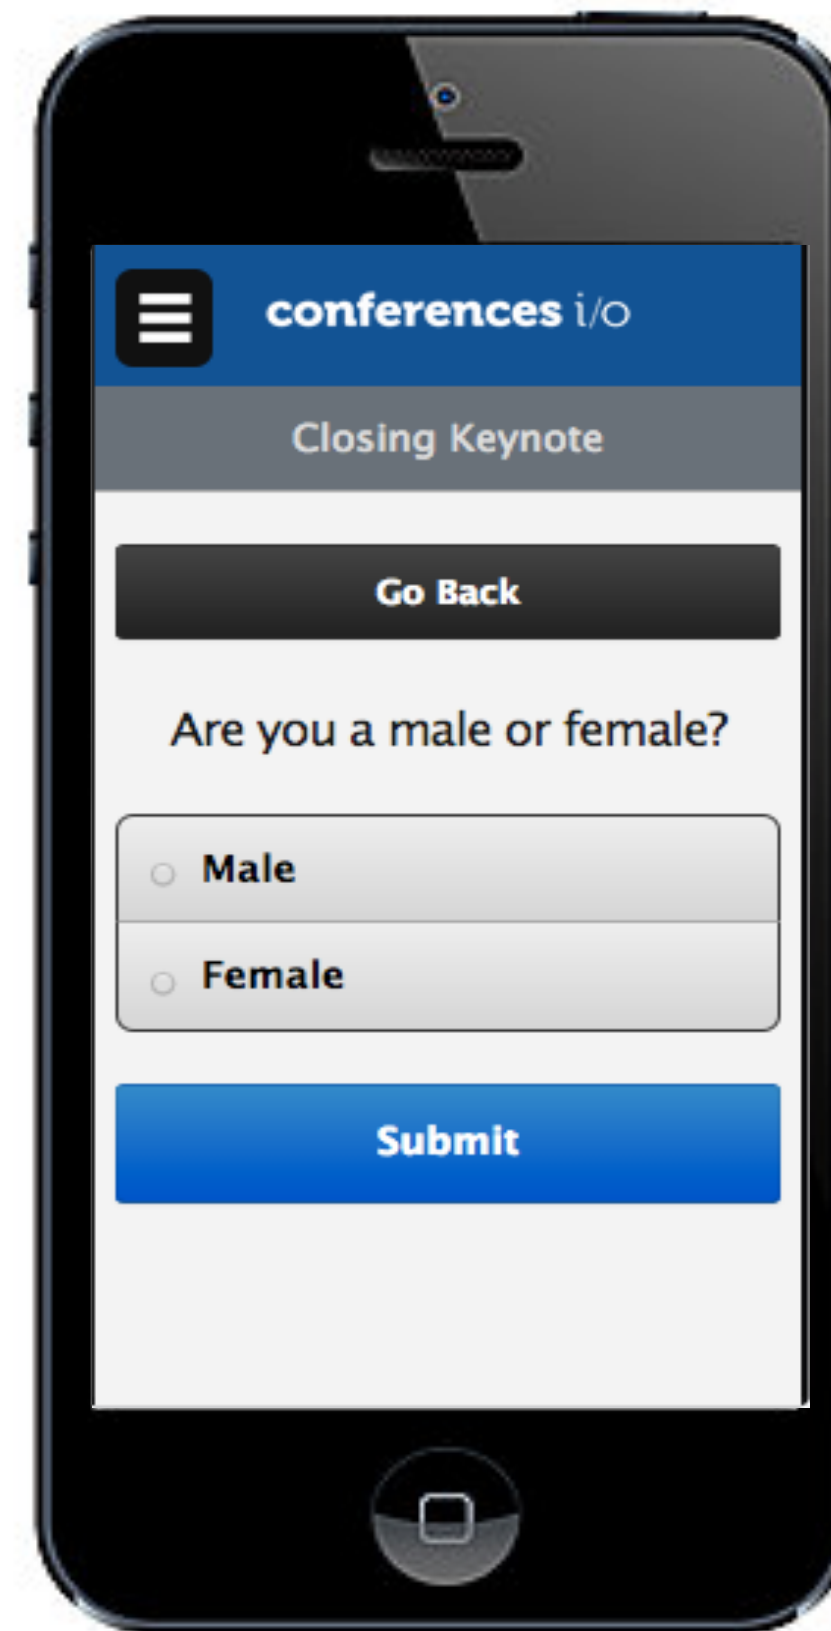 conferences i/o
Closing Keynote
Go Back
Are you a male or female?
Male
Female
Submit